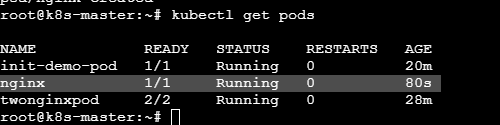 root@k8s-master:~# kubectl get pods
NAME READY STATUS RESTARTS AGE
init-demo-pod 1/1 Running 0 20m
nginx 1/1 Running 0 80s
twonginxpod 2/2 Running 0 28m
root@k8s-master:~#